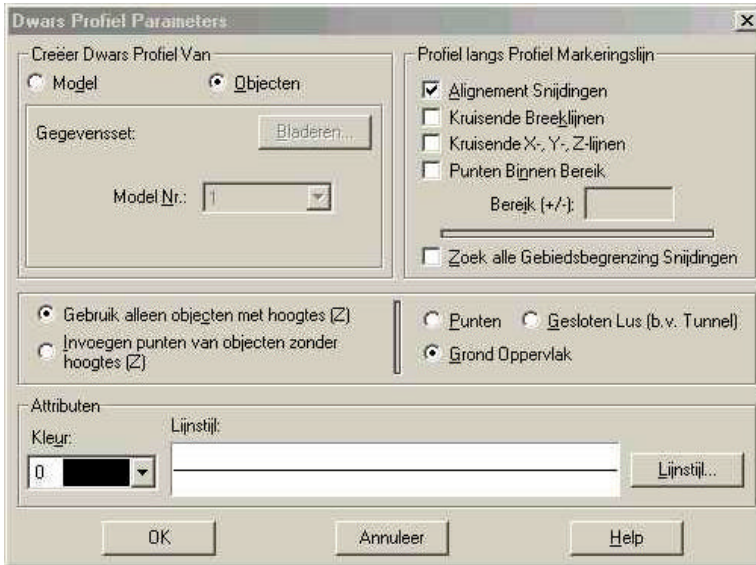 Dwars Profiel Parameters
Creëer Dwars Profiel Van
Model
Objecten
Gegevensset:
Bladeren...
Model Nr.:
1
Profiel langs Profiel Markeringslijn
Alignement Snijdingen
Kruisende Breeklijnen
Kruisende X-, Y-, Z-lijnen
Punten Binnen Bereik
Bereik (+/-):
Zoek alle Gebiedsbegrenzing Snijdingen
Gebruik alleen objecten met hoogtes (Z)
Invoegen punten van objecten zonder
hoogtes (Z)
Punten
Gesloten Lus (b.v. Tunnel)
Grond Oppervlak
Attributen
Kleur:
0
Lijnstijl:
Lijnstijl...
OK
Annuleer
Help